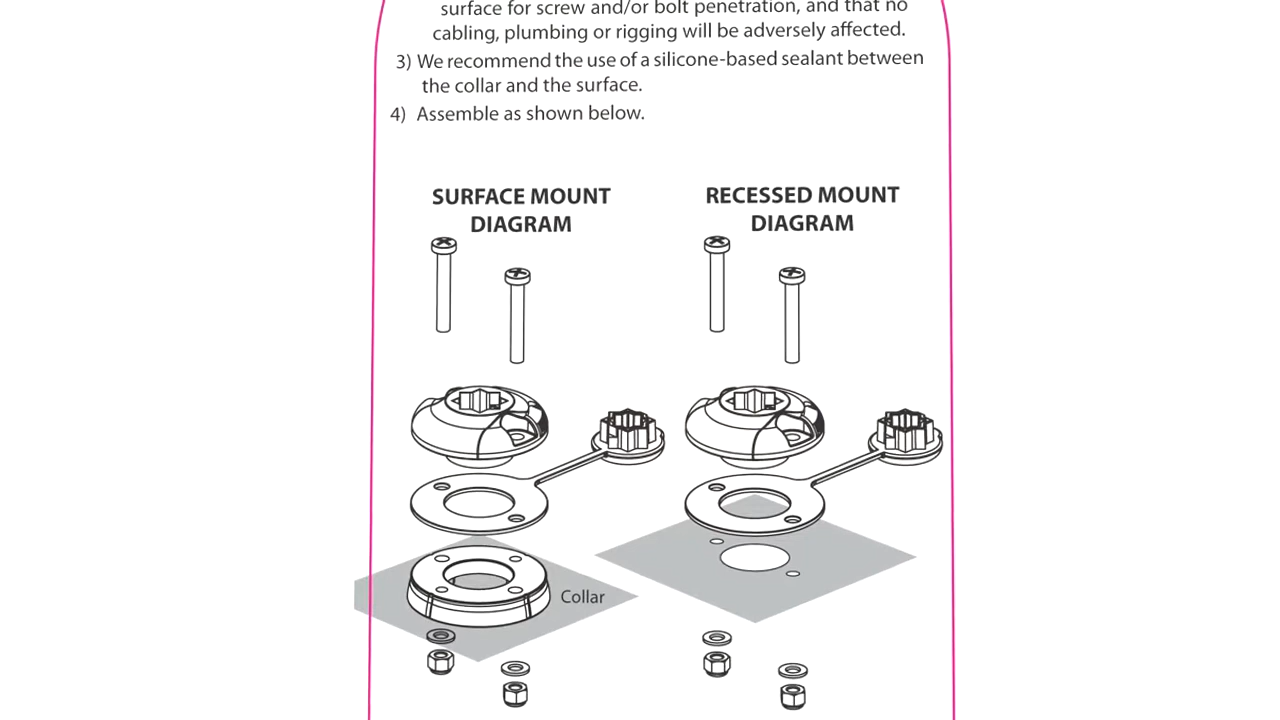 surface for screw and/or bolt penetration, and that no
cabling, plumbing or rigging will be adversely affected.
3) We recommend the use of a silicone-based sealant between
the collar and the surface.
4) Assemble as shown below.
SURFACE MOUNT
DIAGRAM
RECESSED MOUNT
DIAGRAM
Collar